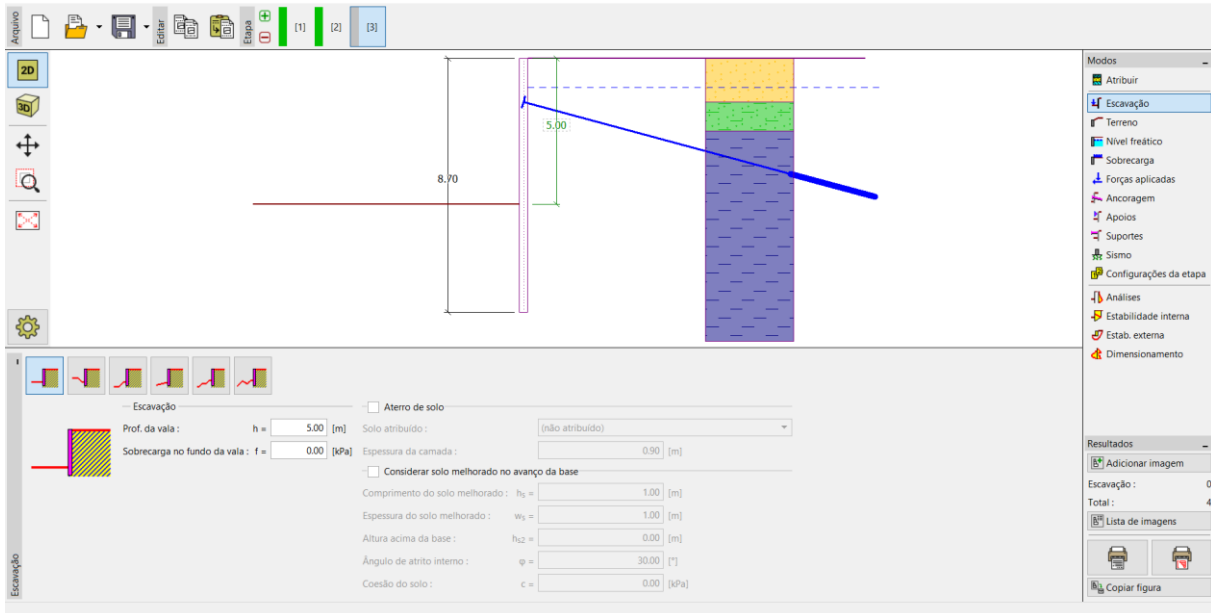 Arquivo
Editar
Etapa
[1]
[2]
[3]
2D
3D
8.70
5.00
Modos
Atribuir
Escavação
Terreno
Nível freático
Sobrecarga
Forças aplicadas
Ancoragem
Apoios
Suportes
Sismo
Configurações da etapa
Análises
Estabilidade interna
Estab. externa
Dimensionamento
Escavação
Escavação
Prof. da vala : h = 5.00 [m]
Sobrecarga no fundo da vala : f = 0.00 [kPa]
Aterro de solo
Solo atribuído : (não atribuído)
Espessura da camada : 0.90 [m]
Considerar solo melhorado no avanço da base
Comprimento do solo melhorado : hs = 1.00 [m]
Espessura do solo melhorado : ws = 1.00 [m]
Altura acima da base : hs2 = 0.00 [m]
Ângulo de atrito interno : φ = 30.00 [°]
Coesão do solo : c = 0.00 [kPa]
Resultados
Adicionar imagem
Escavação : 0
Total : 4
Lista de imagens
Copiar figura